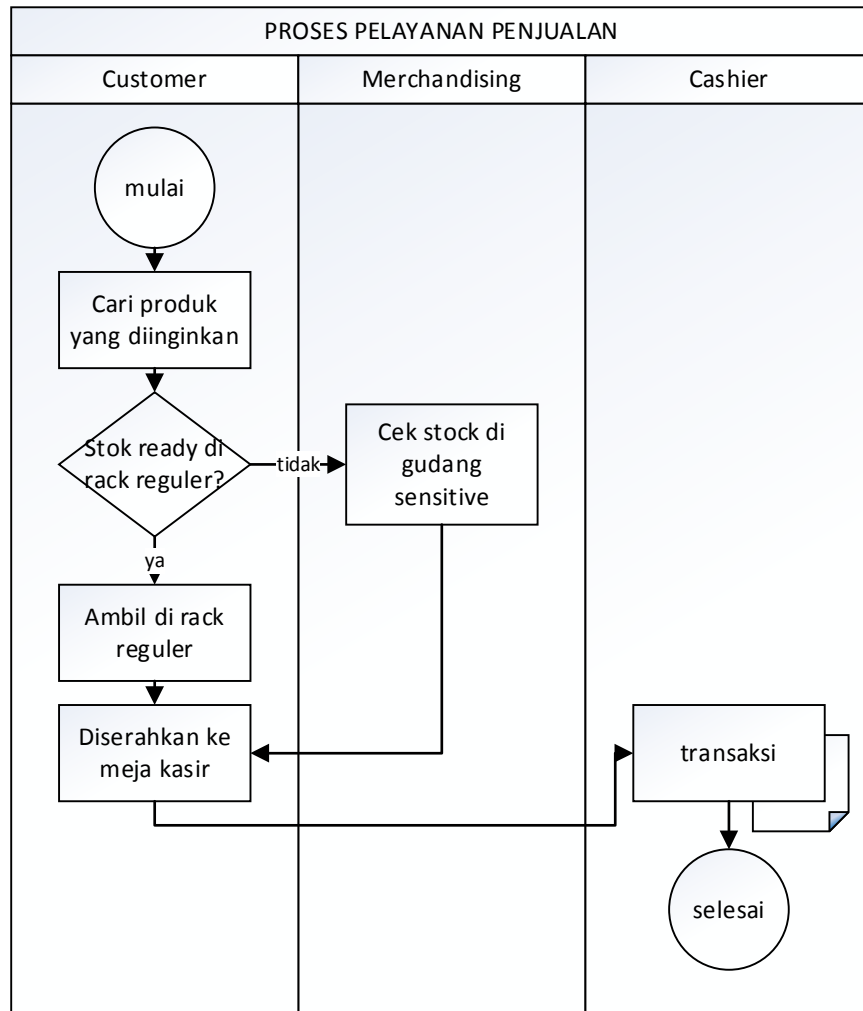 PROSES PELAYANAN PENJUALAN
Customer
Merchandising
Cashier
mulai
Cari produk
yang diinginkan
Stok ready di
rack reguler?
tidak
Cek stock di
gudang
sensitive
ya
Ambil di rack
reguler
Diserahkan ke
meja kasir
transaksi
selesai